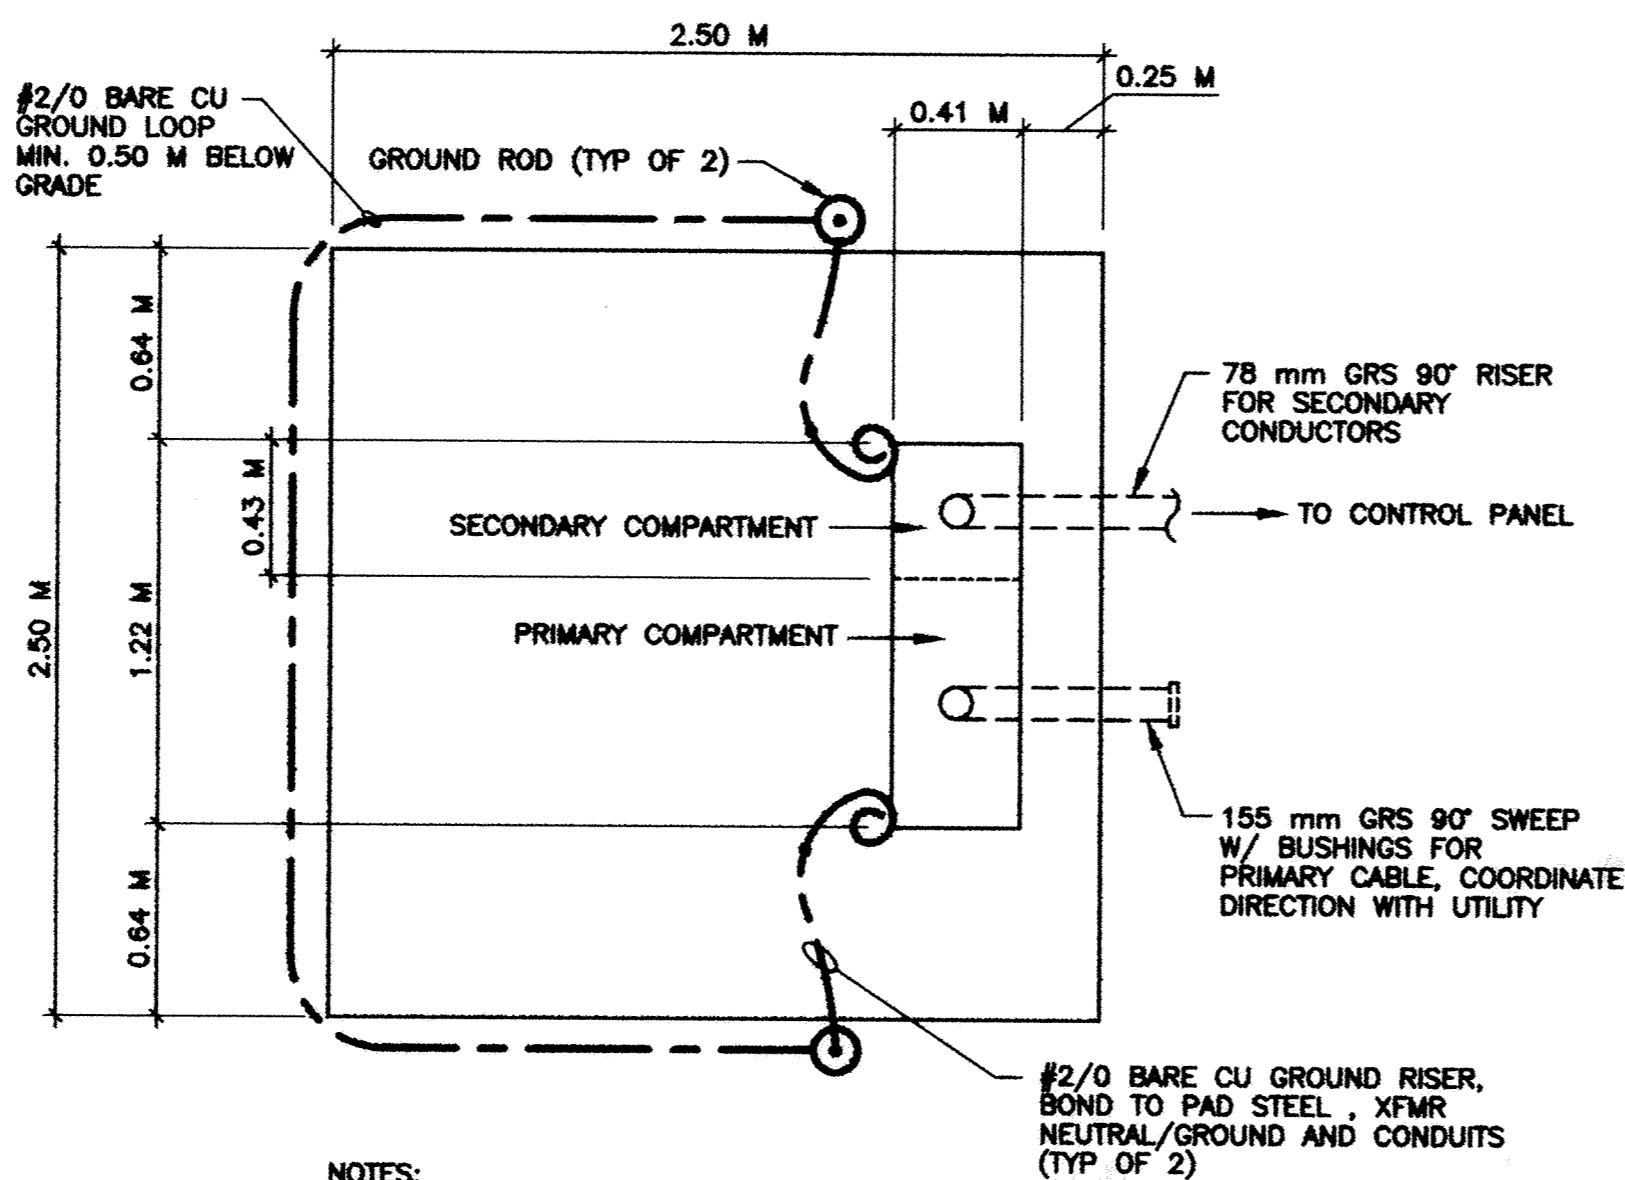 2.50 M
0.25 M
0.41 M
#2/0 BARE CU
GROUND LOOP
MIN. 0.50 M BELOW
GRADE
GROUND ROD (TYP OF 2)
0.64 M
0.43 M
1.22 M
2.50 M
0.64 M
78 mm GRS 90° RISER
FOR SECONDARY
CONDUCTORS
SECONDARY COMPARTMENT
TO CONTROL PANEL
PRIMARY COMPARTMENT
155 mm GRS 90° SWEEP
W/ BUSHINGS FOR
PRIMARY CABLE, COORDINATE
DIRECTION WITH UTILITY
#2/0 BARE CU GROUND RISER,
BOND TO PAD STEEL , XFMR
NEUTRAL/GROUND AND CONDUITS
(TYP OF 2)
NOTES: